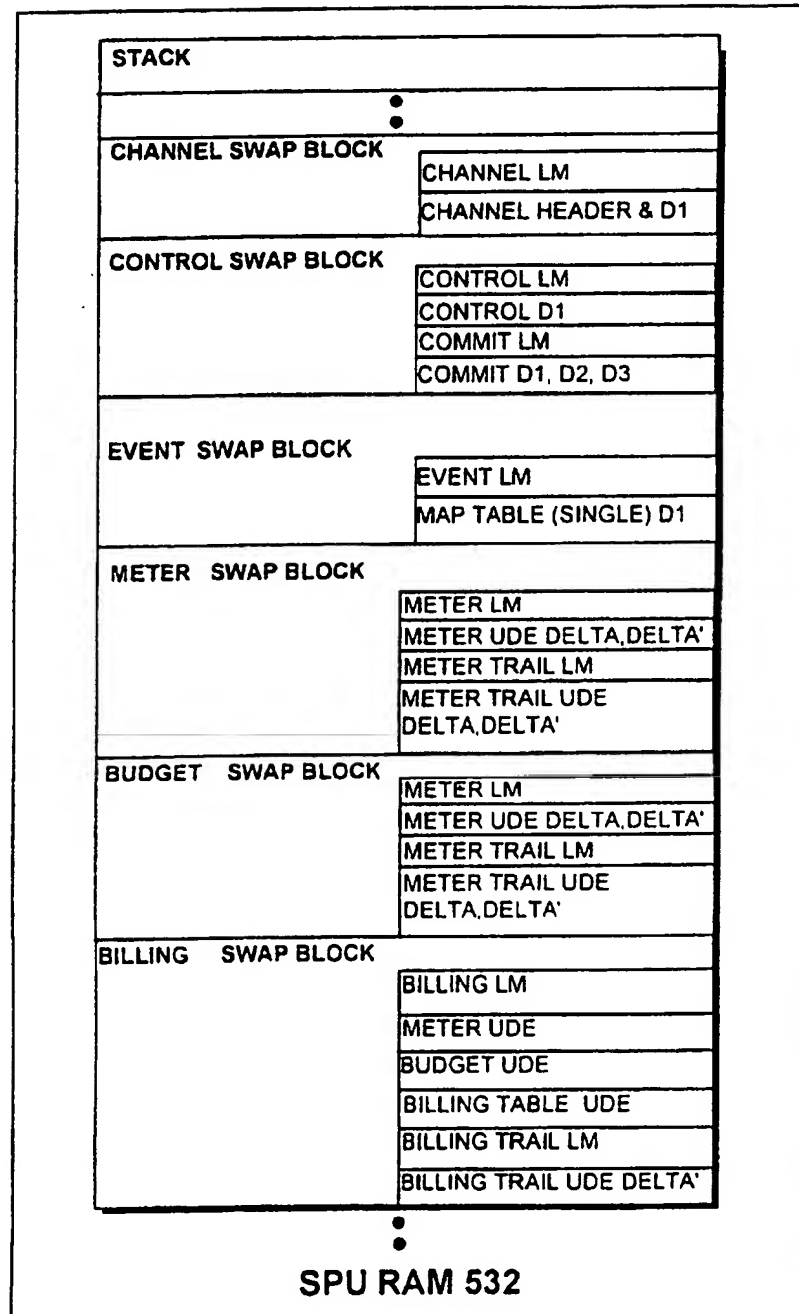 STACK
CHANNEL SWAP BLOCK
CHANNEL LM
CHANNEL HEADER & D1
CONTROL SWAP BLOCK
CONTROL LM
CONTROL D1
COMMIT LM
COMMIT D1, D2, D3
EVENT SWAP BLOCK
EVENT LM
MAP TABLE (SINGLE) D1
METER SWAP BLOCK
METER LM
METER UDE DELTA,DELTA'
METER TRAIL LM
METER TRAIL UDE
DELTA,DELTA'
BUDGET SWAP BLOCK
METER LM
METER UDE DELTA,DELTA'
METER TRAIL LM
METER TRAIL UDE
DELTA,DELTA'
BILLING SWAP BLOCK
BILLING LM
METER UDE
BUDGET UDE
BILLING TABLE UDE
BILLING TRAIL LM
BILLING TRAIL UDE DELTA'
SPU RAM 532